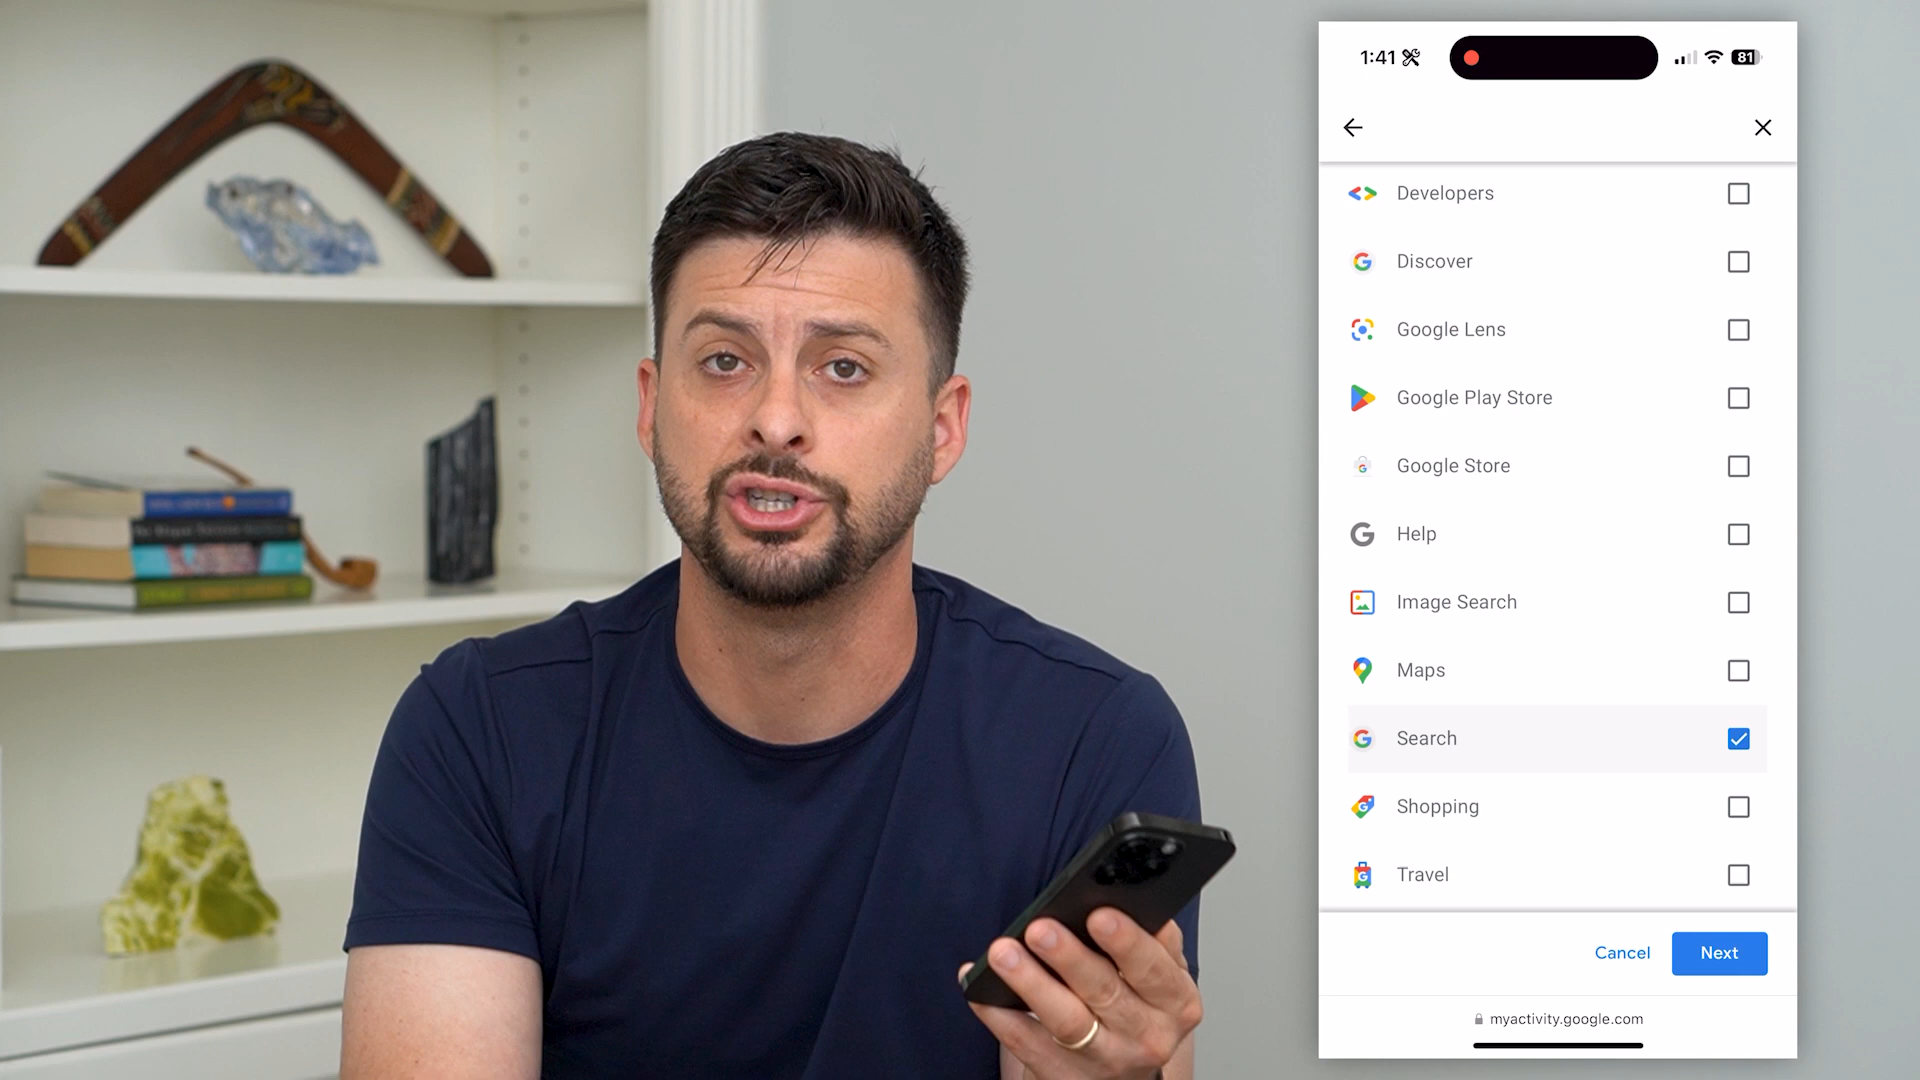 1:41
81
Developers
Discover
Google Lens
Google Play Store
Google Store
Help
Image Search
Maps
Search
Shopping
Travel
Cancel Next
myactivity.google.com